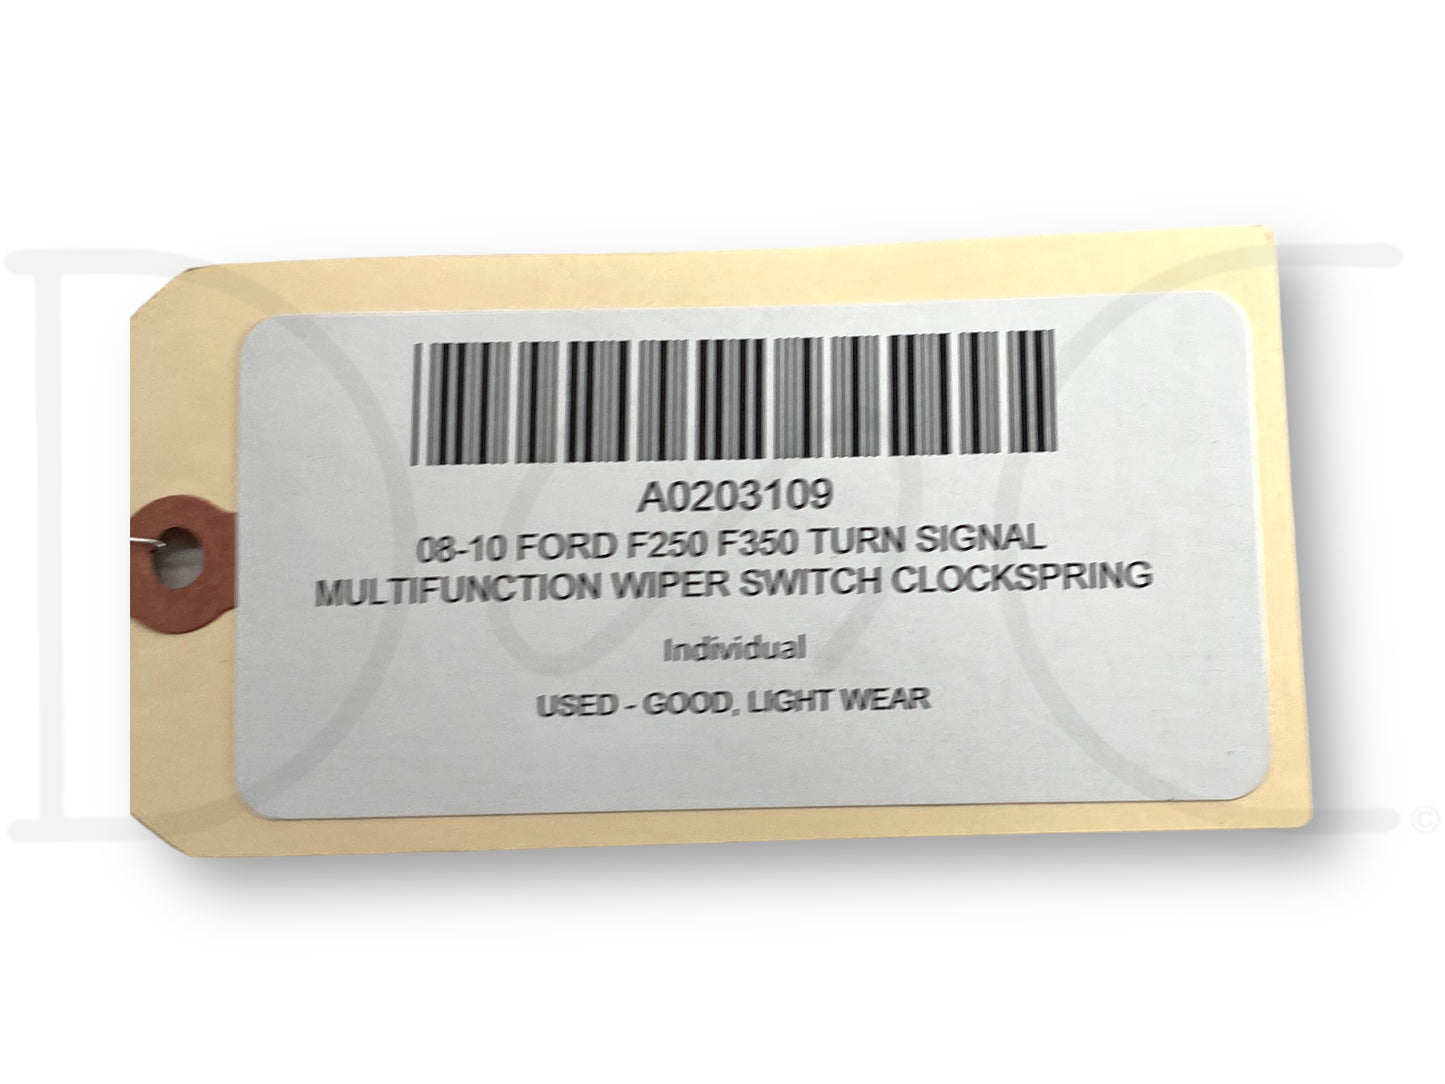 A0203109
08-10 FORD F250 F350 TURN SIGNAL
MULTIFUNCTION WIPER SWITCH CLOCKSPRING
Individual
USED - GOOD, LIGHT WEAR
©